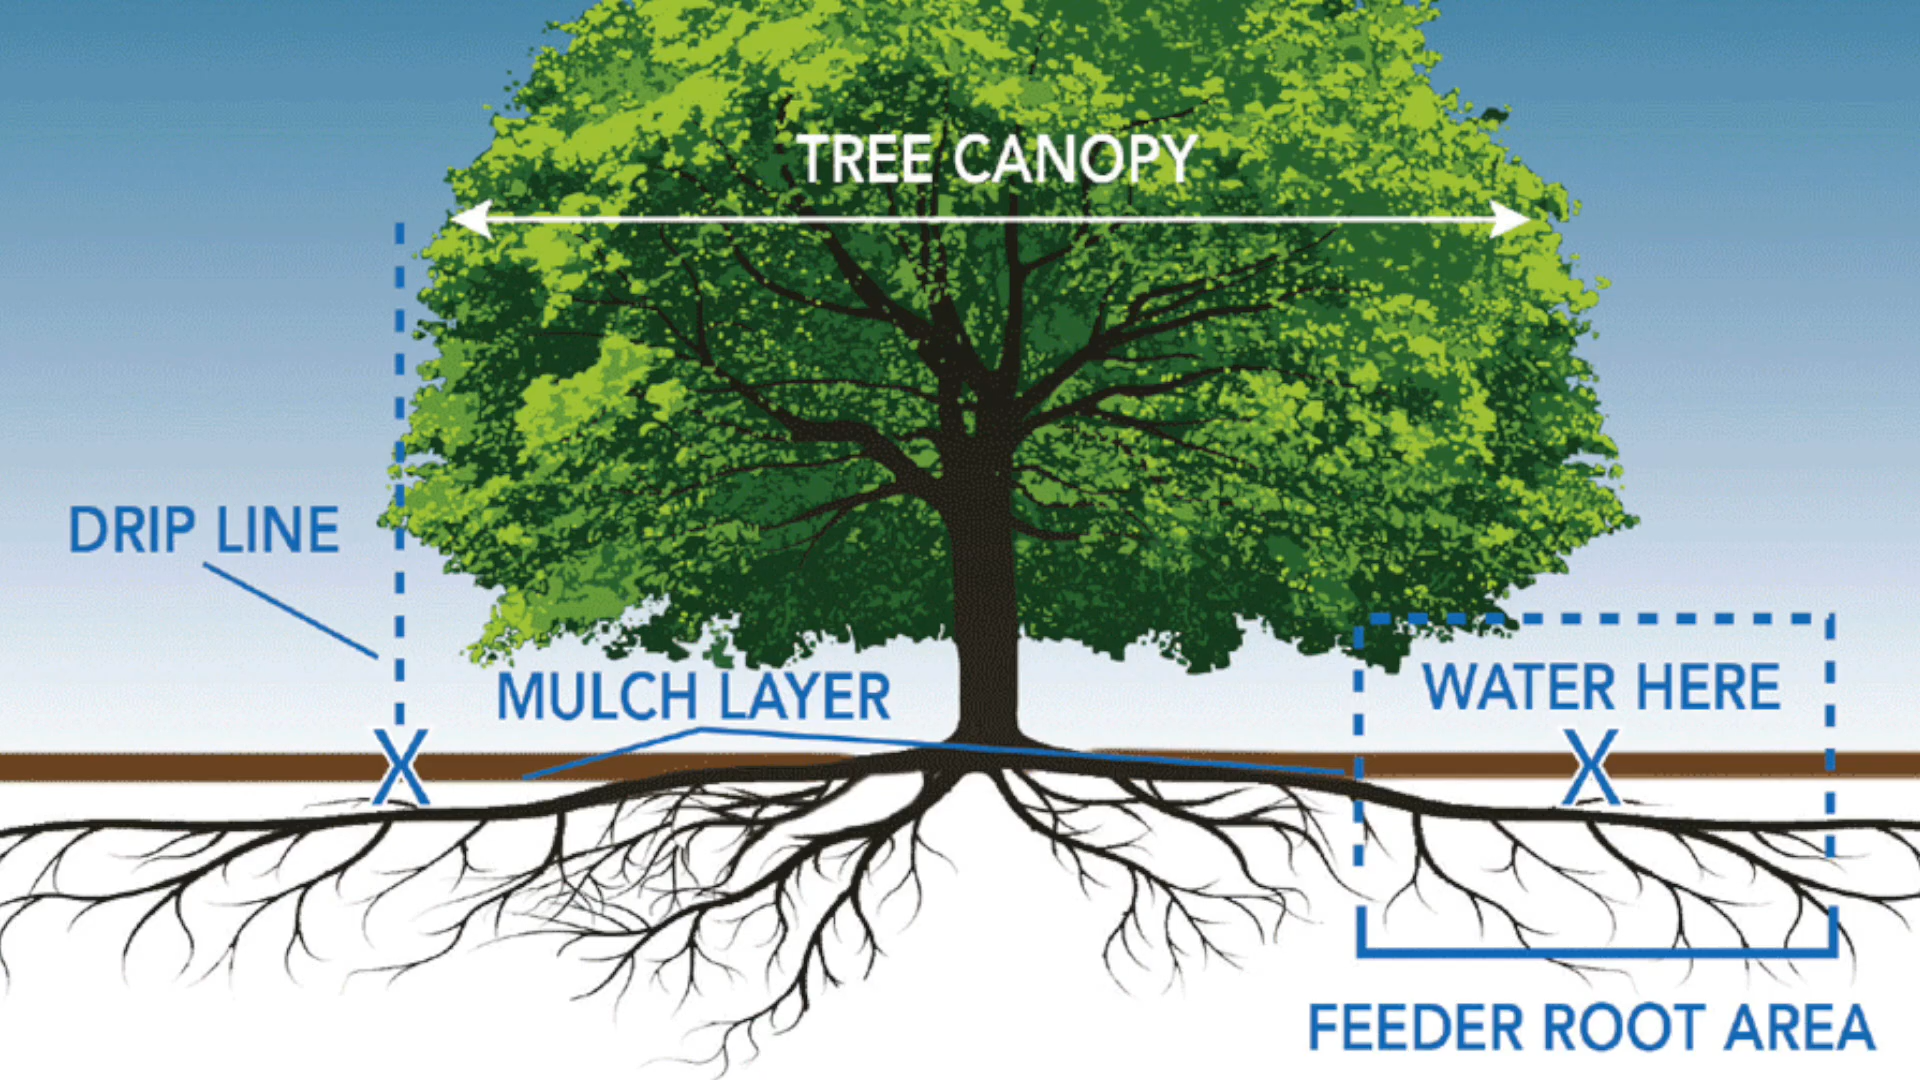 TREE CANOPY
DRIP LINE
MULCH LAYER
WATER HERE
X
X
FEEDER ROOT AREA